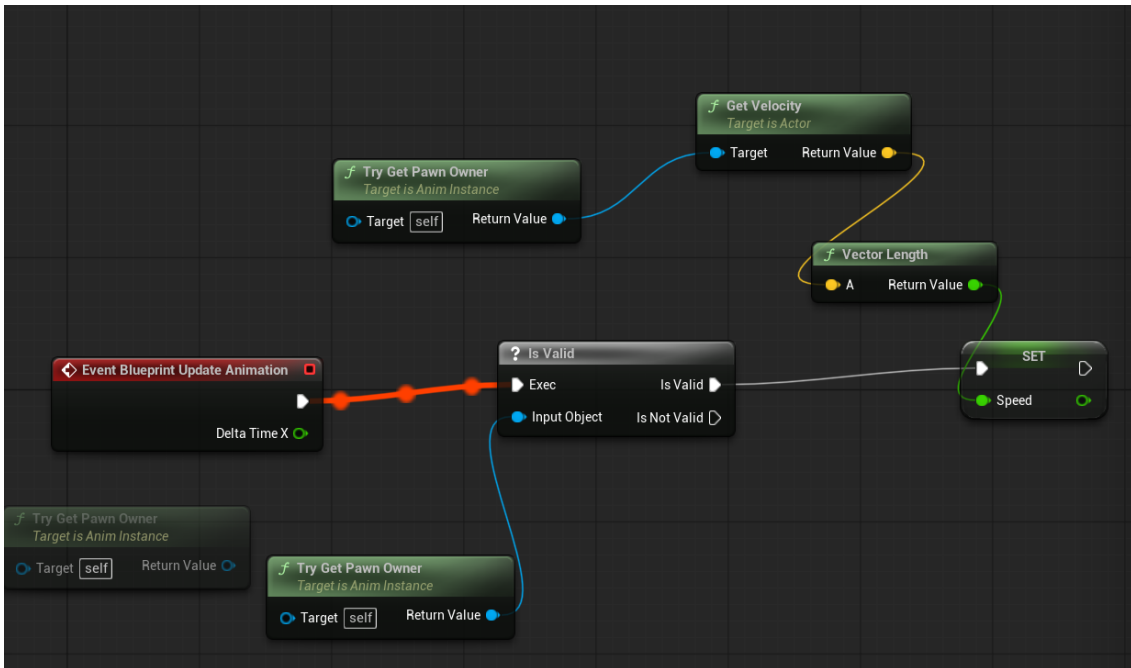 Get Velocity
Target is Actor
Target Return Value
Try Get Pawn Owner
Target is Anim Instance
Target self Return Value
Vector Length
A Return Value
Event Blueprint Update Animation
Delta Time X
? Is Valid
Exec Is Valid
Input Object Is Not Valid
SET
Speed
Try Get Pawn Owner
Target is Anim Instance
Target self Return Value
Try Get Pawn Owner
Target is Anim Instance
Target self Return Value